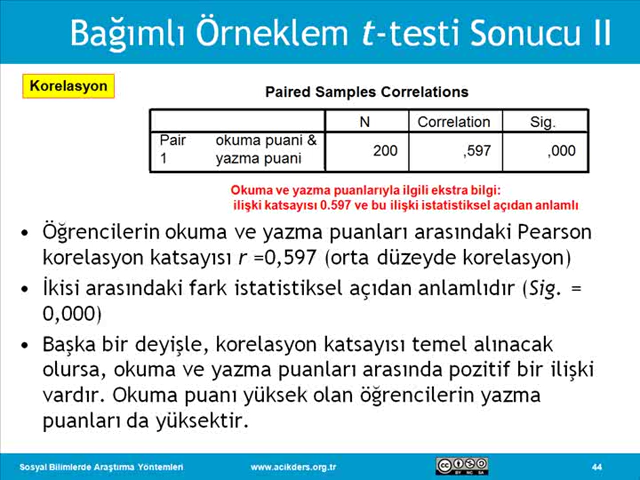 Bağımlı Örneklem t-testi Sonucu II
Korelasyon
Paired Samples Correlations
N Correlation Sig.
Pair 1 okuma puani & yazma puani 200 ,597 ,000
Okuma ve yazma puanlarıyla ilgili ekstra bilgi:
ilişki katsayısı 0.597 ve bu ilişki istatistiksel açıdan anlamlı
• Öğrencilerin okuma ve yazma puanları arasındaki Pearson
korelasyon katsayısı r =0,597 (orta düzeyde korelasyon)
• İkisi arasındaki fark istatistiksel açıdan anlamlıdır (Sig. =
0,000)
• Başka bir deyişle, korelasyon katsayısı temel alınacak
olursa, okuma ve yazma puanları arasında pozitif bir ilişki
vardır. Okuma puanı yüksek olan öğrencilerin yazma
puanları da yüksektir.
Sosyal Bilimlerde Araştırma Yöntemleri www.acikders.org.tr cc BY NC SA 44